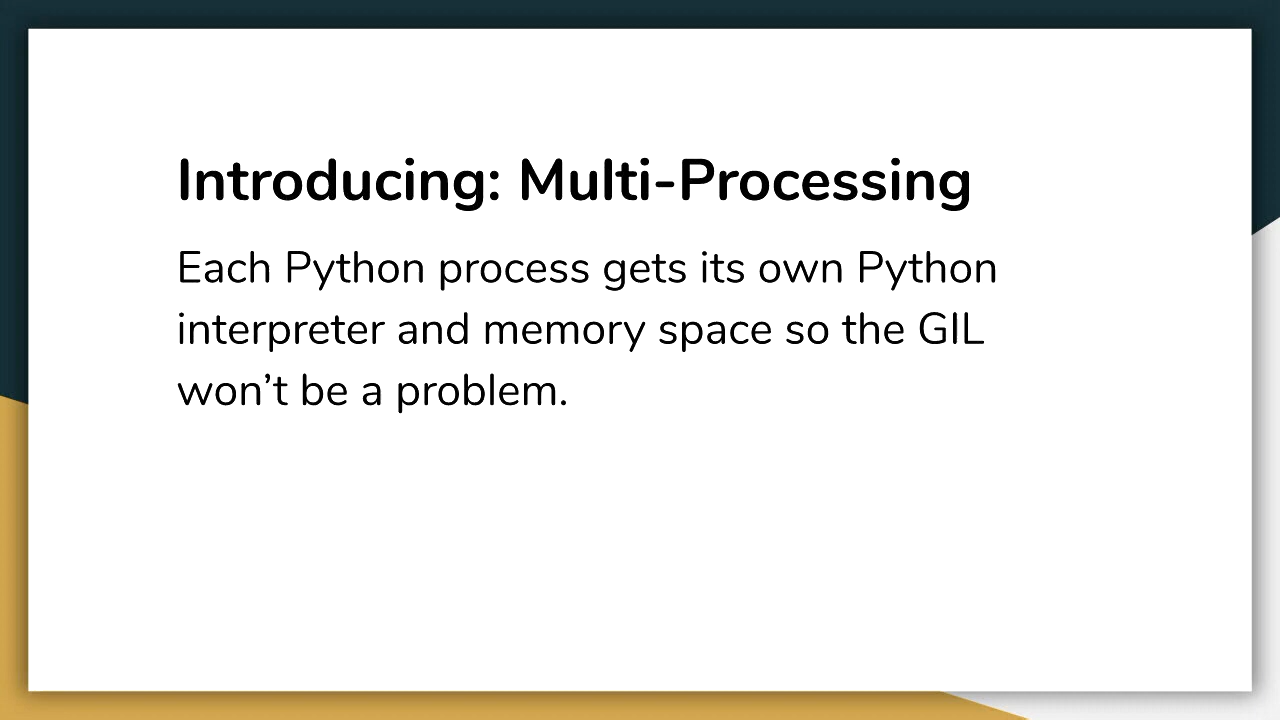 Introducing: Multi-Processing
Each Python process gets its own Python
interpreter and memory space so the GIL
won’t be a problem.